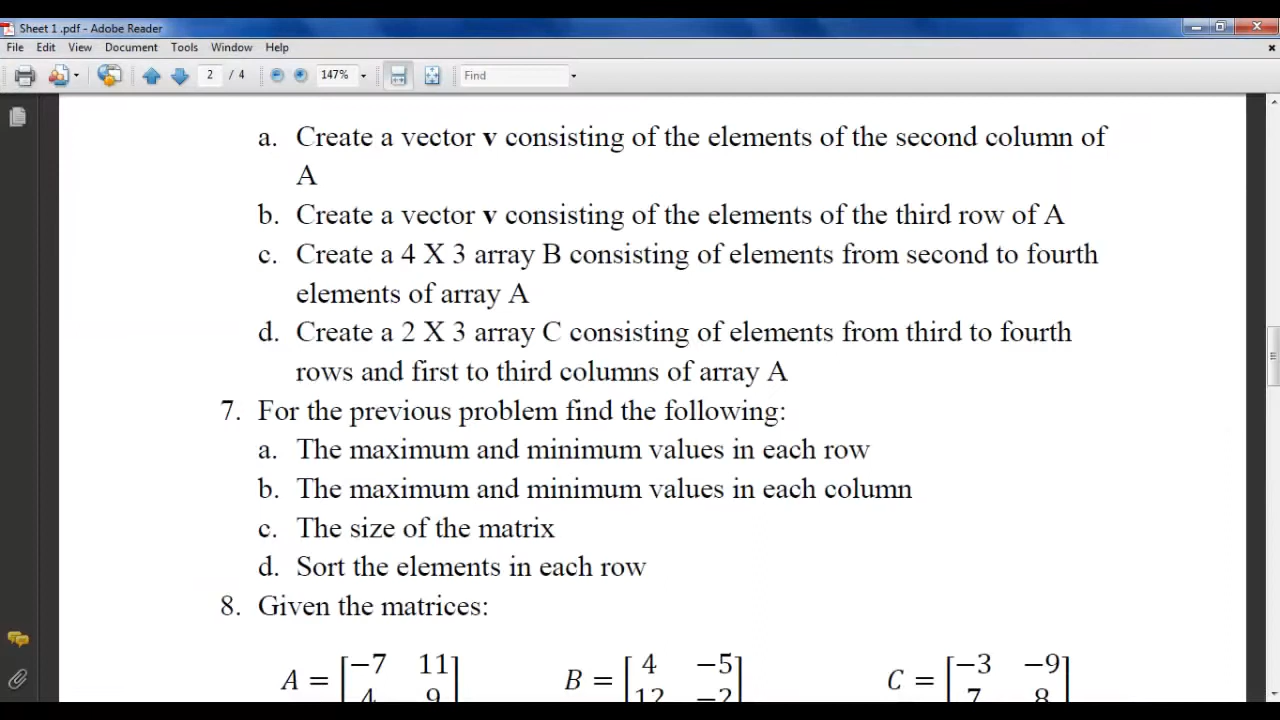 Sheet 1 .pdf - Adobe Reader
File Edit View Document Tools Window Help
2 / 4 147% Find
a. Create a vector v consisting of the elements of the second column of
A
b. Create a vector v consisting of the elements of the third row of A
c. Create a 4 X 3 array B consisting of elements from second to fourth
elements of array A
d. Create a 2 X 3 array C consisting of elements from third to fourth
rows and first to third columns of array A
7. For the previous problem find the following:
a. The maximum and minimum values in each row
b. The maximum and minimum values in each column
c. The size of the matrix
d. Sort the elements in each row
8. Given the matrices:
A = [−7 11] B = [4 −5] C = [−3 −9]
4 9 12 −2 7 8